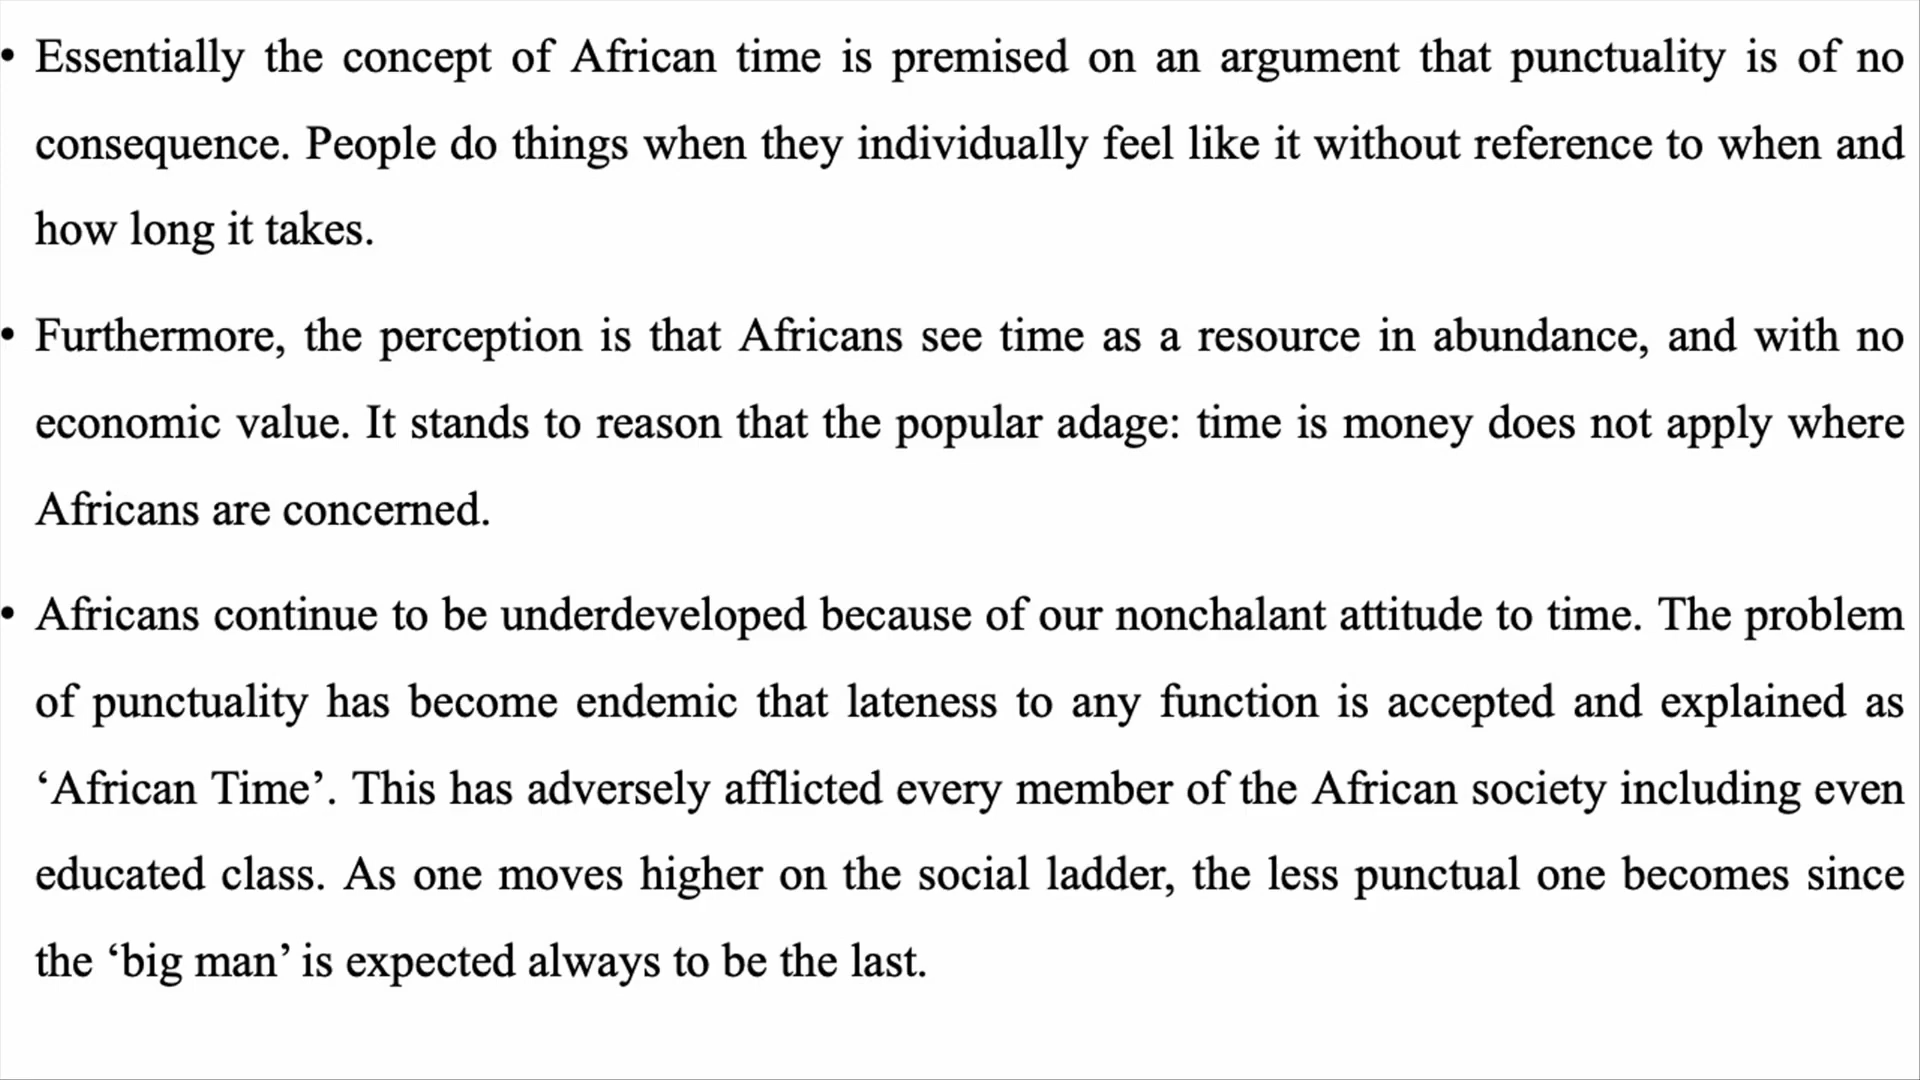 • Essentially the concept of African time is premised on an argument that punctuality is of no
consequence. People do things when they individually feel like it without reference to when and
how long it takes.
• Furthermore, the perception is that Africans see time as a resource in abundance, and with no
economic value. It stands to reason that the popular adage: time is money does not apply where
Africans are concerned.
• Africans continue to be underdeveloped because of our nonchalant attitude to time. The problem
of punctuality has become endemic that lateness to any function is accepted and explained as
‘African Time’. This has adversely afflicted every member of the African society including even
educated class. As one moves higher on the social ladder, the less punctual one becomes since
the ‘big man’ is expected always to be the last.